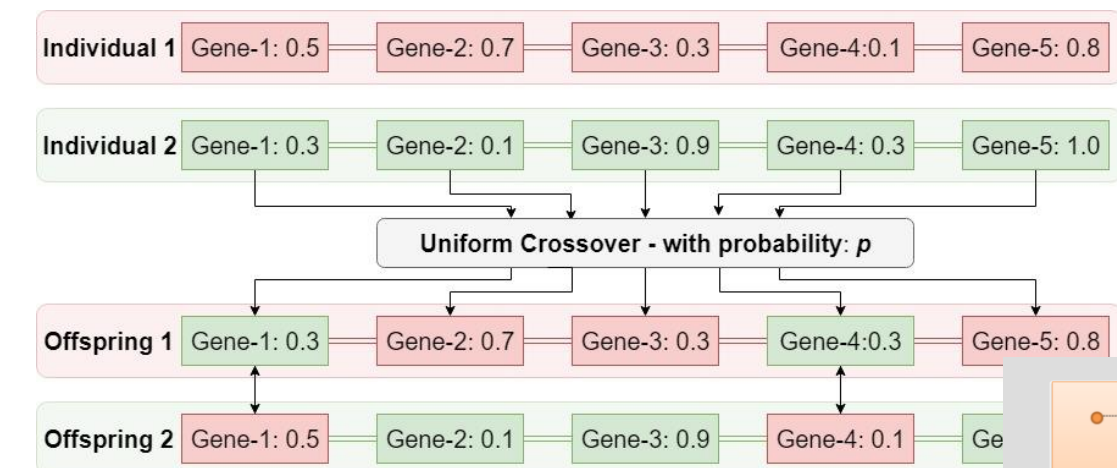 Individual 1 Gene-1: 0.5 Gene-2: 0.7 Gene-3: 0.3 Gene-4:0.1 Gene-5: 0.8
Individual 2 Gene-1: 0.3 Gene-2: 0.1 Gene-3: 0.9 Gene-4: 0.3 Gene-5: 1.0
Uniform Crossover - with probability: p
Offspring 1 Gene-1: 0.3 Gene-2: 0.7 Gene-3: 0.3 Gene-4:0.3 Gene-5: 0.8
Offspring 2 Gene-1: 0.5 Gene-2: 0.1 Gene-3: 0.9 Gene-4: 0.1 Ge